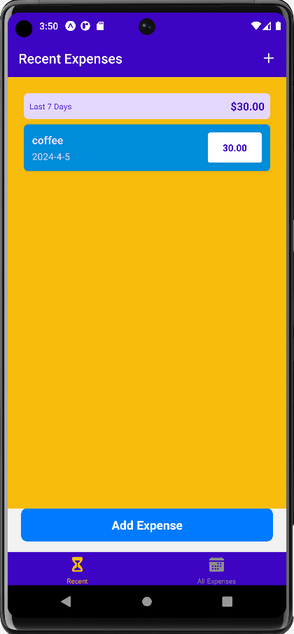 3:50
Recent Expenses
+
Last 7 Days $30.00
coffee
2024-4-5
30.00
Add Expense
Recent
All Expenses